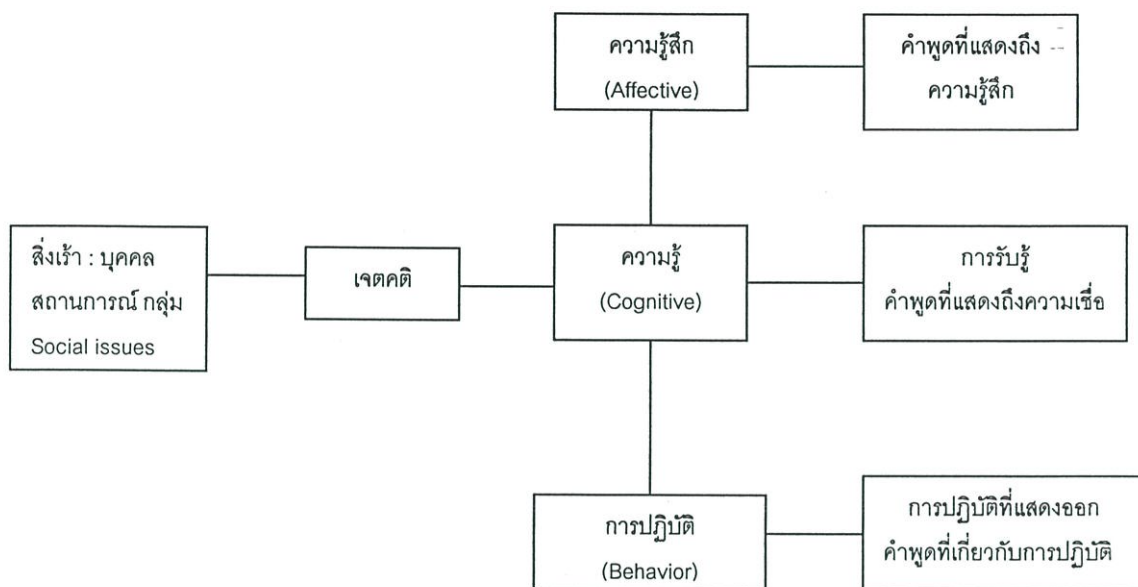 ความรู้สึก
(Affective)
คำพูดที่แสดงถึง
ความรู้สึก
สิ่งเร้า : บุคคล
สถานการณ์ กลุ่ม
Social issues
เจตคติ
ความรู้
(Cognitive)
การรับรู้
คำพูดที่แสดงถึงความเชื่อ
การปฏิบัติ
(Behavior)
การปฏิบัติที่แสดงออก
คำพูดที่เกี่ยวกับการปฏิบัติ